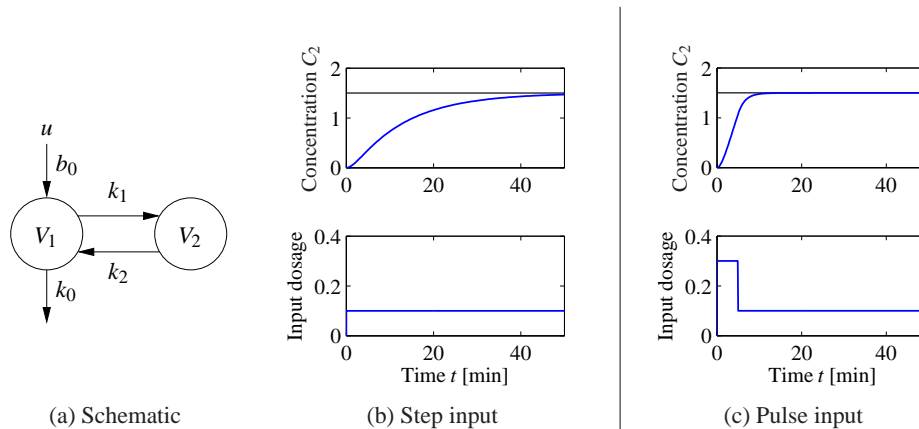 u
b0
k1
V1
V2
k2
k0
(a) Schematic
Concentration C2
2
1
0
0
20
40
Input dosage
0.4
0.2
0
0
20
40
Time t [min]
(b) Step input
Concentration C2
2
1
0
0
20
40
Input dosage
0.4
0.2
0
0
20
40
Time t [min]
(c) Pulse input